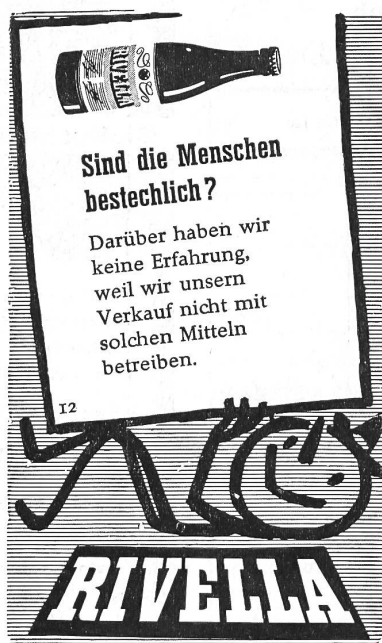 RIVELLA
Sind die Menschen
bestechlich?
Darüber haben wir
keine Erfahrung,
weil wir unsern
Verkauf nicht mit
solchen Mitteln
betreiben.
12
RIVELLA